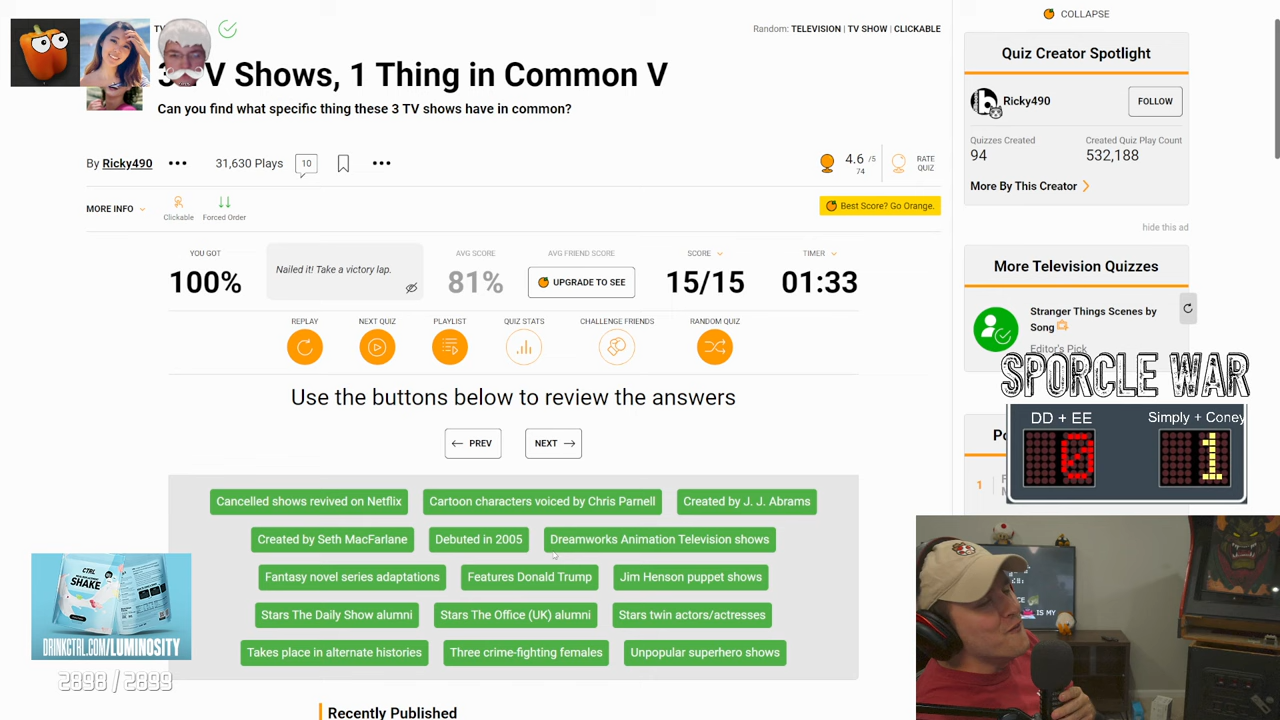 TV
Random: TELEVISION | TV SHOW | CLICKABLE
COLLAPSE
3 TV Shows, 1 Thing in Common V
Can you find what specific thing these 3 TV shows have in common?
By Ricky490
31,630 Plays
10
4.6 /5
74
RATE QUIZ
MORE INFO
Clickable
Forced Order
Best Score? Go Orange.
YOU GOT
100%
Nailed it! Take a victory lap.
AVG SCORE
81%
AVG FRIEND SCORE
UPGRADE TO SEE
SCORE
15/15
TIMER
01:33
REPLAY
NEXT QUIZ
PLAYLIST
QUIZ STATS
CHALLENGE FRIENDS
RANDOM QUIZ
Use the buttons below to review the answers
PREV
NEXT
Cancelled shows revived on Netflix
Cartoon characters voiced by Chris Parnell
Created by J. J. Abrams
Created by Seth MacFarlane
Debuted in 2005
Dreamworks Animation Television shows
Fantasy novel series adaptations
Features Donald Trump
Jim Henson puppet shows
Stars The Daily Show alumni
Stars The Office (UK) alumni
Stars twin actors/actresses
Takes place in alternate histories
Three crime-fighting females
Unpopular superhero shows
Recently Published
Quiz Creator Spotlight
Ricky490
FOLLOW
Quizzes Created
94
Created Quiz Play Count
532,188
More By This Creator
hide this ad
More Television Quizzes
Stranger Things Scenes by Song
Editor's Pick
SPORCLE WAR
DD + EE
Simply + Coney
0
1
Po
1
CTRL
SHAKE
DRINKCTRL.COM/LUMINOSITY
2898 / 2899
IS MY